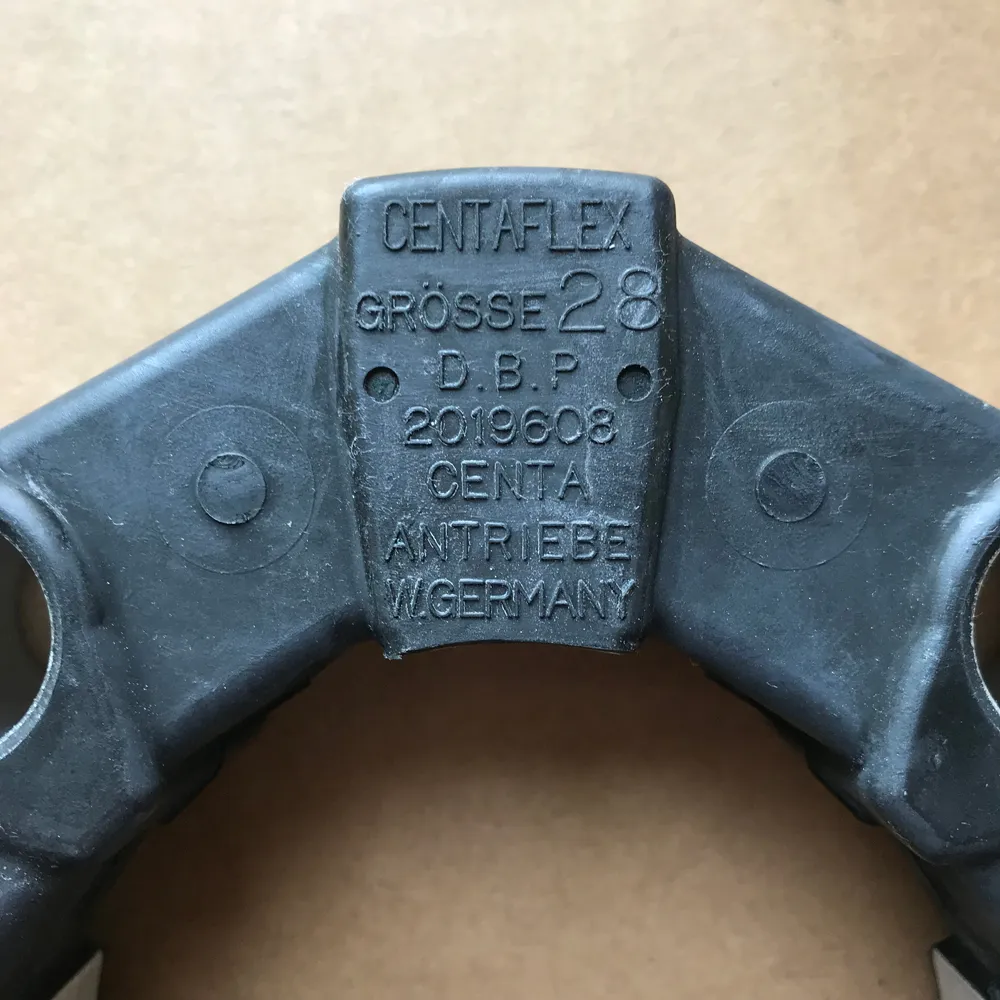 CENTAFLEX
GRÖSSE 28
D.B.P
2019608
CENTA
ANTRIEBE
W.GERMANY